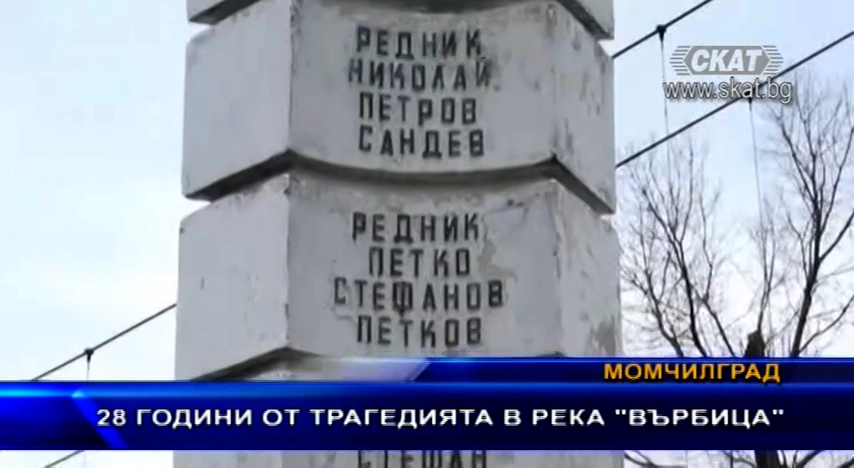 РЕДНИК
НИКОЛАЙ
ПЕТРОВ
САНДЕВ
СКАТ
www.skat.bg
РЕДНИК
ПЕТКО
СТЕФАНОВ
ПЕТКОВ
МОМЧИЛГРАД
28 ГОДИНИ ОТ ТРАГЕДИЯТА В РЕКА "ВЪРБИЦА"
СТЕФАН